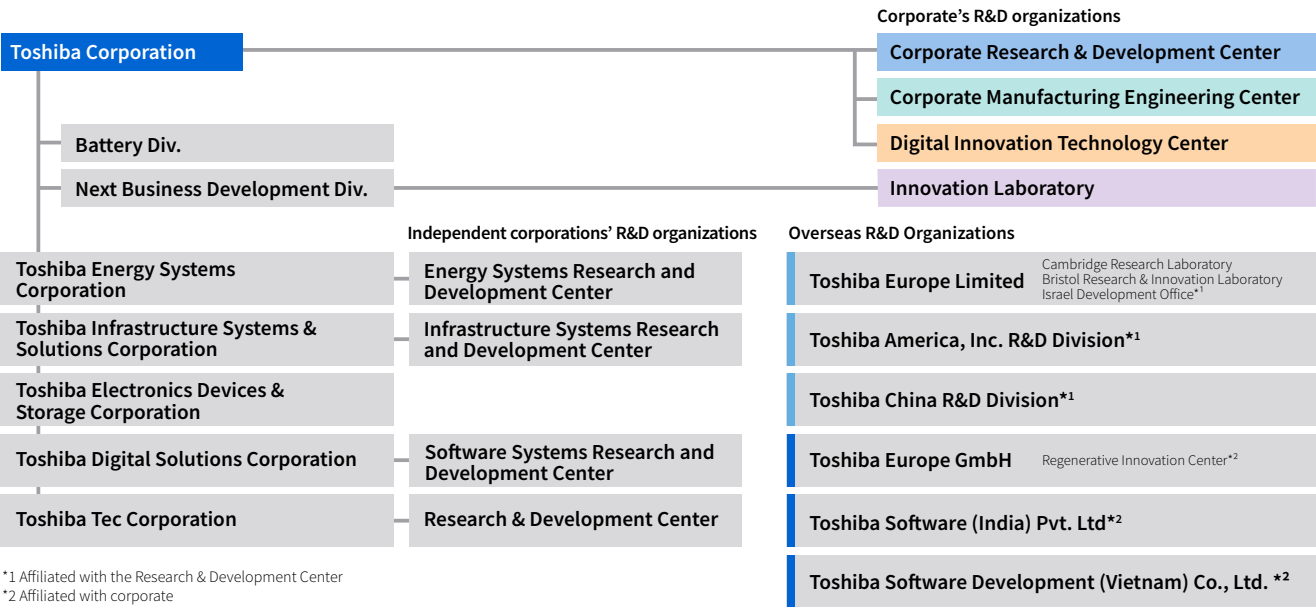 Corporate's R&D organizations
Toshiba Corporation
Corporate Research & Development Center
Corporate Manufacturing Engineering Center
Digital Innovation Technology Center
Battery Div.
Next Business Development Div.
Innovation Laboratory
Independent corporations' R&D organizations
Overseas R&D Organizations
Toshiba Energy Systems
Corporation
Energy Systems Research and
Development Center
Toshiba Europe Limited
Cambridge Research Laboratory
Bristol Research & Innovation Laboratory
Israel Development Office*1
Toshiba Infrastructure Systems &
Solutions Corporation
Infrastructure Systems Research
and Development Center
Toshiba America, Inc. R&D Division*1
Toshiba Electronics Devices &
Storage Corporation
Toshiba China R&D Division*1
Toshiba Digital Solutions Corporation
Software Systems Research and
Development Center
Toshiba Europe GmbH
Regenerative Innovation Center*2
Toshiba Tec Corporation
Research & Development Center
Toshiba Software (India) Pvt. Ltd*2
Toshiba Software Development (Vietnam) Co., Ltd. *2
*1 Affiliated with the Research & Development Center
*2 Affiliated with corporate